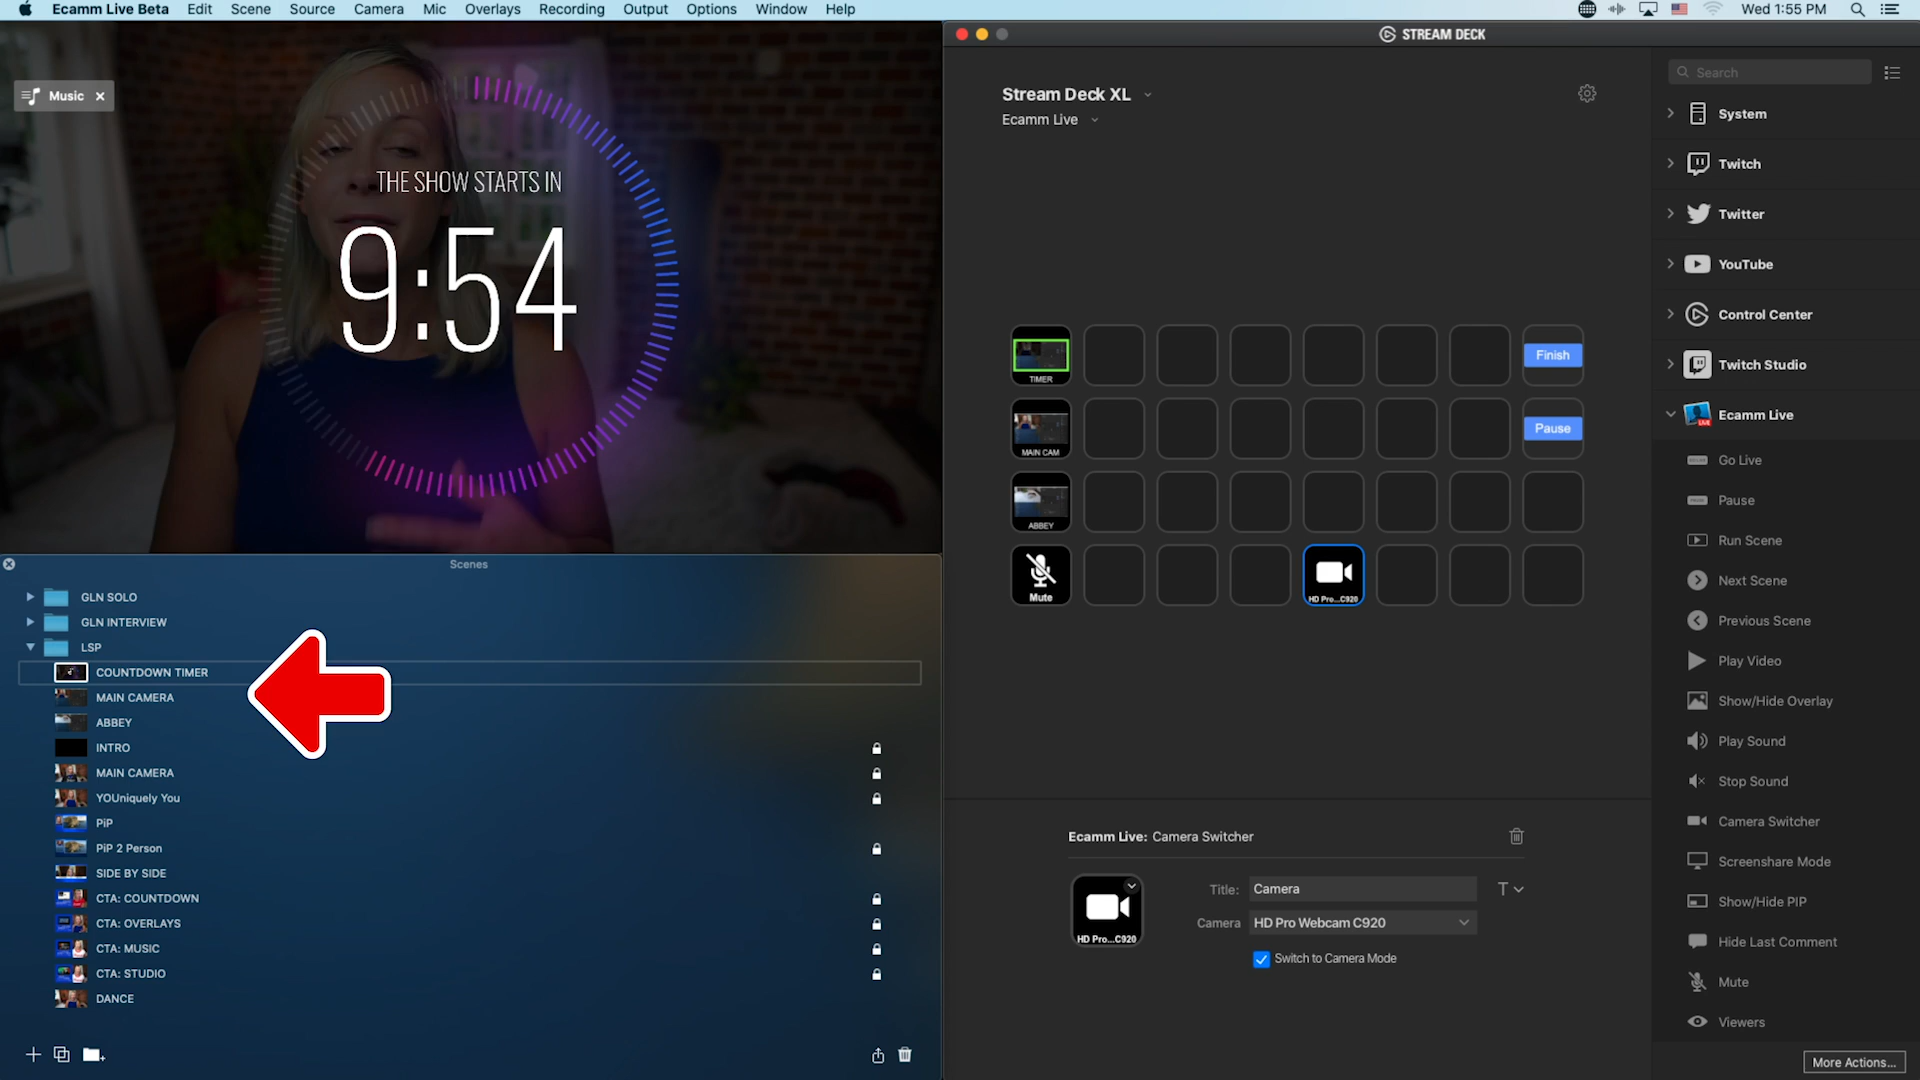 Ecamm Live Beta Edit Scene Source Camera Mic Overlays Recording Output Options Window Help Wed 1:55 PM
Music
THE SHOW STARTS IN
9:54
Scenes
GLN SOLO
GLN INTERVIEW
LSP
COUNTDOWN TIMER
MAIN CAMERA
ABBEY
INTRO
MAIN CAMERA
YOUniquely You
PiP
PiP 2 Person
SIDE BY SIDE
CTA: COUNTDOWN
CTA: OVERLAYS
CTA: MUSIC
CTA: STUDIO
DANCE
STREAM DECK
Stream Deck XL
Ecamm Live
TIMER
Finish
MAIN CAM
Pause
ABBEY
Mute
HD Pro...C920
Ecamm Live: Camera Switcher
HD Pro...C920
Title: Camera
T
Camera HD Pro Webcam C920
Switch to Camera Mode
Search
System
Twitch
Twitter
YouTube
Control Center
Twitch Studio
Ecamm Live
Go Live
Pause
Run Scene
Next Scene
Previous Scene
Play Video
Show/Hide Overlay
Play Sound
Stop Sound
Camera Switcher
Screenshare Mode
Show/Hide PIP
Hide Last Comment
Mute
Viewers
More Actions...